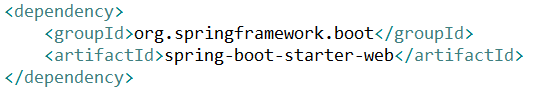 <dependency>
    <groupId>org.springframework.boot</groupId>
    <artifactId>spring-boot-starter-web</artifactId>
</dependency>